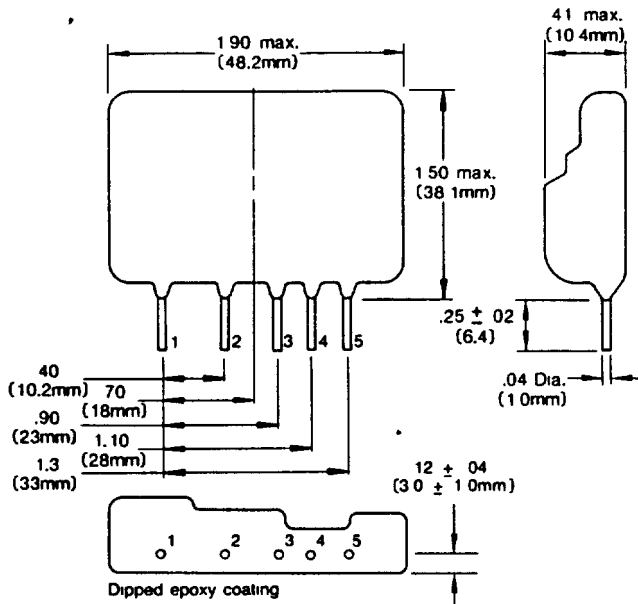 1 90 max.
(48.2mm)
41 max.
(10 4mm)
1 50 max.
(38 1mm)
.25 ± 02
(6.4)
1 2 3 4 5
.04 Dia.
(1 0mm)
40
(10.2mm)
70
(18mm)
.90
(23mm)
1.10
(28mm)
1.3
(33mm)
12 ± 04
(3 0 ± 1 0mm)
1 2 3 4 5
Dipped epoxy coating